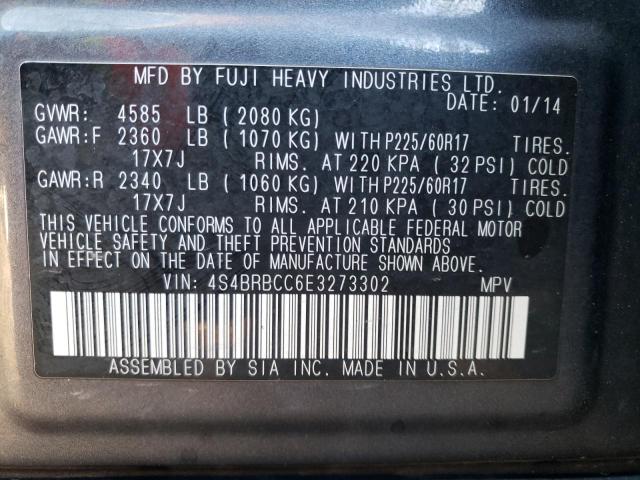 MFD BY FUJI HEAVY INDUSTRIES LTD.
DATE: 01/14
GVWR: 4585 LB ( 2080 KG)
GAWR:F 2360 LB ( 1070 KG) WITH P225/60R17 TIRES.
17X7J RIMS. AT 220 KPA ( 32 PSI) COLD
GAWR:R 2340 LB ( 1060 KG) WITH P225/60R17 TIRES.
17X7J RIMS. AT 210 KPA ( 30 PSI) COLD
THIS VEHICLE CONFORMS TO ALL APPLICABLE FEDERAL MOTOR
VEHICLE SAFETY AND THEFT PREVENTION STANDARDS
IN EFFECT ON THE DATE OF MANUFACTURE SHOWN ABOVE.
VIN: 4S4BRBCC6E3273302 MPV
ASSEMBLED BY SIA INC. MADE IN U.S.A.